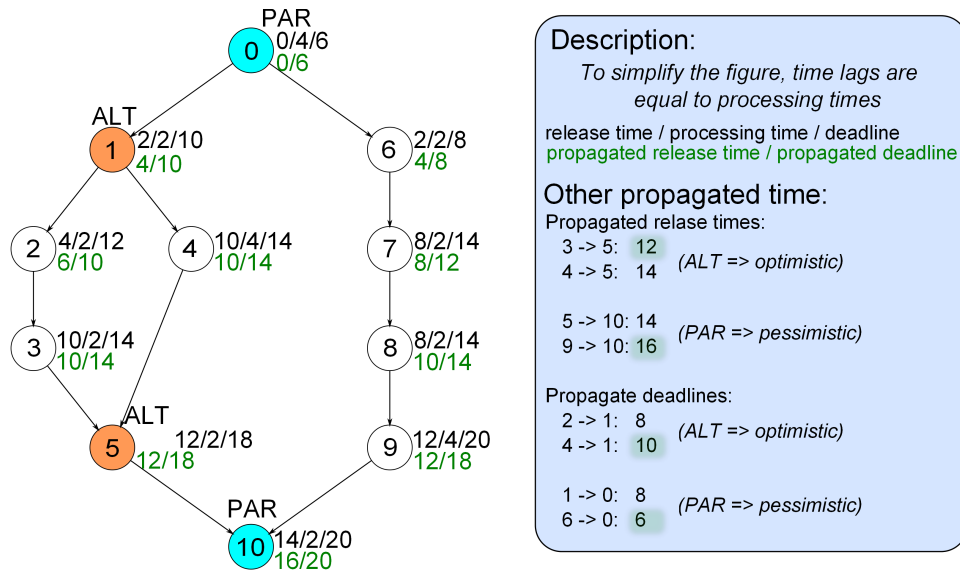 PAR
0
0/4/6
0/6
ALT
1
2/2/10
4/10
6
2/2/8
4/8
2
4/2/12
6/10
4
10/4/14
10/14
7
8/2/14
8/12
3
10/2/14
10/14
8
8/2/14
10/14
ALT
5
12/2/18
12/18
9
12/4/20
12/18
PAR
10
14/2/20
16/20
Description:
To simplify the figure, time lags are
equal to processing times
release time / processing time / deadline
propagated release time / propagated deadline
Other propagated time:
Propagated relase times:
3 -> 5: 12
4 -> 5: 14
(ALT => optimistic)
5 -> 10: 14
9 -> 10: 16
(PAR => pessimistic)
Propagate deadlines:
2 -> 1: 8
4 -> 1: 10
(ALT => optimistic)
1 -> 0: 8
6 -> 0: 6
(PAR => pessimistic)